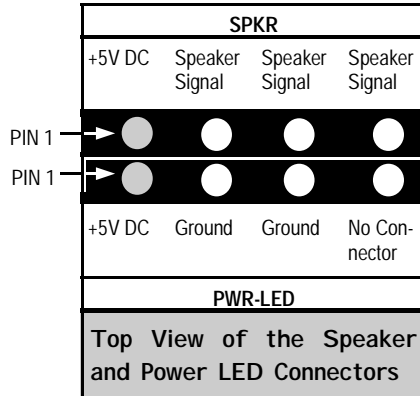 SPKR
+5V DC Speaker Signal Speaker Signal Speaker Signal
PIN 1
PIN 1
+5V DC Ground Ground No Con-
nector
PWR-LED
Top View of the Speaker
and Power LED Connectors